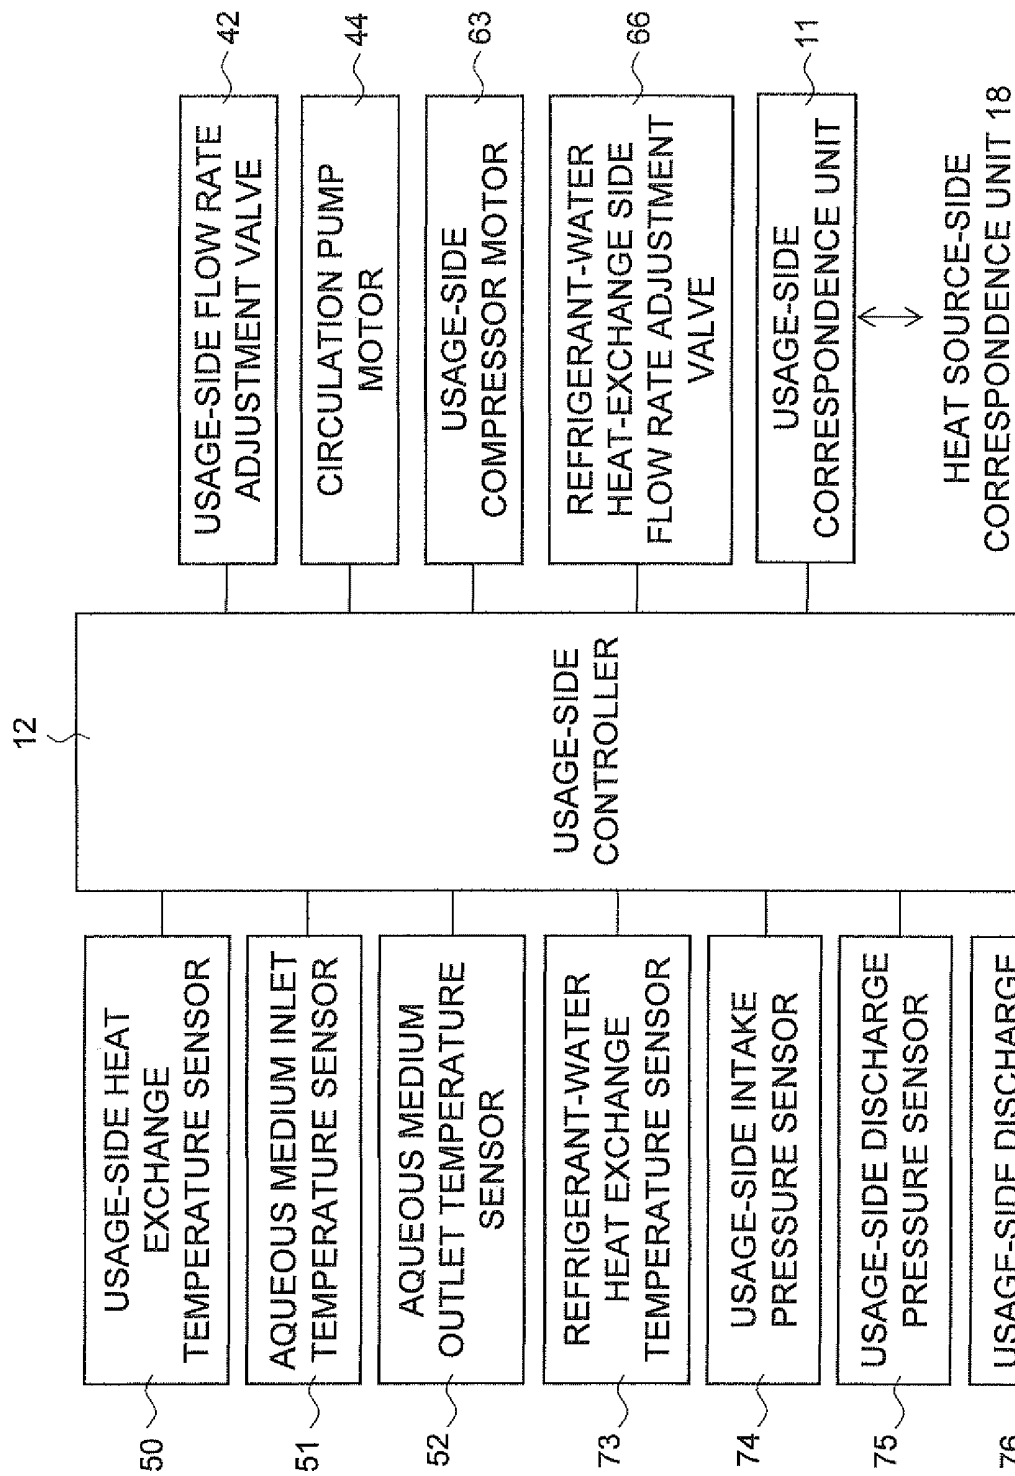 12
USAGE-SIDE
CONTROLLER
50
USAGE-SIDE HEAT
EXCHANGE
TEMPERATURE SENSOR
51
AQUEOUS MEDIUM INLET
TEMPERATURE SENSOR
52
AQUEOUS MEDIUM
OUTLET TEMPERATURE
SENSOR
73
REFRIGERANT-WATER
HEAT EXCHANGE
TEMPERATURE SENSOR
74
USAGE-SIDE INTAKE
PRESSURE SENSOR
75
USAGE-SIDE DISCHARGE
PRESSURE SENSOR
76
USAGE-SIDE DISCHARGE
USAGE-SIDE FLOW RATE
ADJUSTMENT VALVE
42
CIRCULATION PUMP
MOTOR
44
USAGE-SIDE
COMPRESSOR MOTOR
63
REFRIGERANT-WATER
HEAT-EXCHANGE SIDE
FLOW RATE ADJUSTMENT
VALVE
66
USAGE-SIDE
CORRESPONDENCE UNIT
11
HEAT SOURCE-SIDE
CORRESPONDENCE UNIT 18